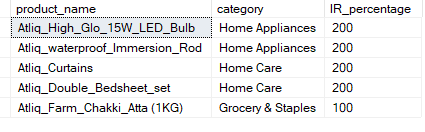 product_name category IR_percentage
Atliq_High_Glo_15W_LED_Bulb Home Appliances 200
Atliq_waterproof_Immersion_Rod Home Appliances 200
Atliq_Curtains Home Care 200
Atliq_Double_Bedsheet_set Home Care 200
Atliq_Farm_Chakki_Atta (1KG) Grocery & Staples 100